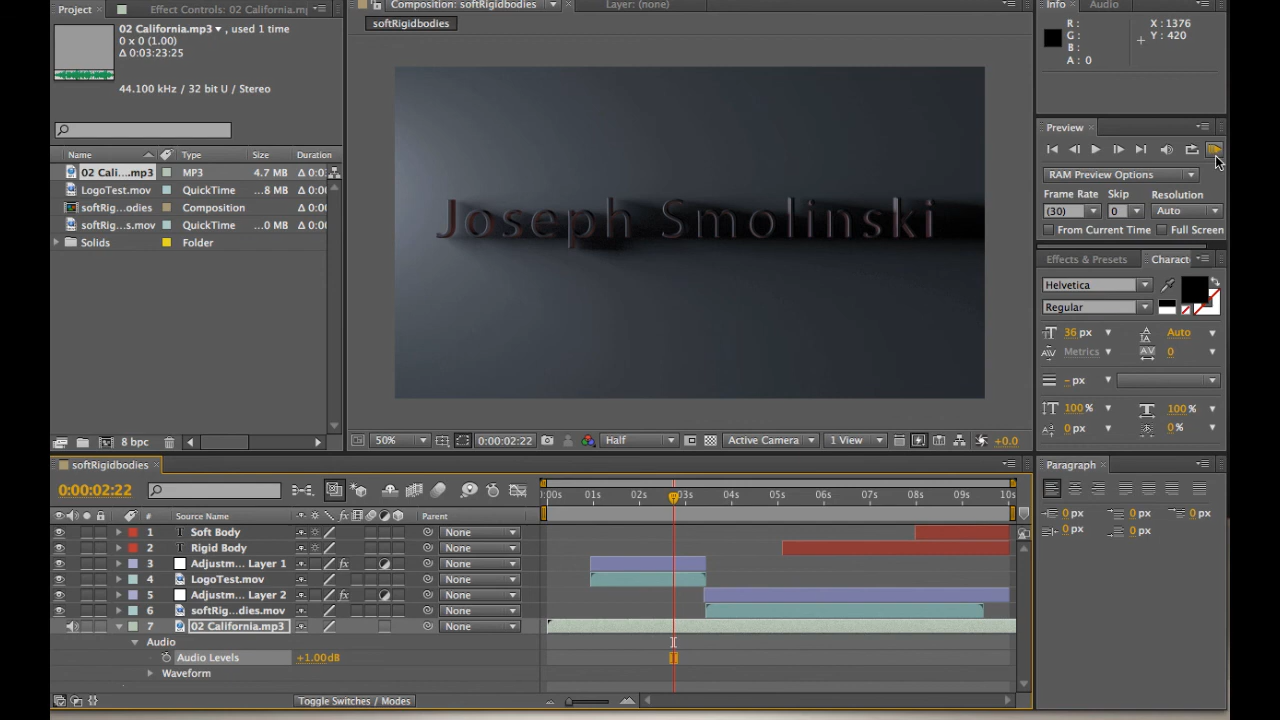 Project
Effect Controls: 02 California.m
02 California.mp3 , used 1 time
0 x 0 (1.00)
Δ 0:03:23:25
44.100 kHz / 32 bit U / Stereo
Name Type Size Duration
02 Cali....mp3 MP3 4.7 MB Δ 0:0
LogoTest.mov QuickTime ...8 MB Δ 0:0
softRig...odies Composition Δ 0:0
softRig...s.mov QuickTime ...0 MB Δ 0:0
Solids Folder
8 bpc
Composition: softRigidbodies
Layer: (none)
softRigidbodies
Joseph Smolinski
50% 0:00:02:22 Half Active Camera 1 View +0.0
Info Audio
R: X: 1376
G: Y: 420
B:
A: 0
Preview
RAM Preview Options
Frame Rate Skip Resolution
(30) 0 Auto
From Current Time Full Screen
Effects & Presets Charact
Helvetica
Regular
36 px Auto
Metrics 0
- px
100 % 100 %
0 px 0 %
Paragraph
0 px 0 px 0 px
0 px 0 px
softRigidbodies
0:00:02:22
:00s 01s 02s 03s 04s 05s 06s 07s 08s 09s 10s
# Source Name Parent
1 Soft Body None
2 Rigid Body None
3 Adjustm... Layer 1 None
4 LogoTest.mov None
5 Adjustm... Layer 2 None
6 softRig...dies.mov None
7 02 California.mp3 None
Audio
Audio Levels +1.00dB
Waveform
Toggle Switches / Modes